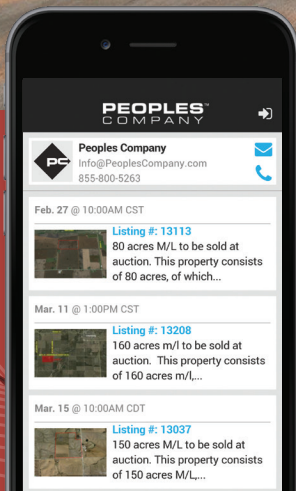 PEOPLES™
COMPANY
PC
Peoples Company
Info@PeoplesCompany.com
855-800-5263
Feb. 27 @ 10:00AM CST
Listing #: 13113
80 acres M/L to be sold at
auction. This property consists
of 80 acres, of which...
Mar. 11 @ 1:00PM CST
Listing #: 13208
160 acres m/l to be sold at
auction.  This property consists
of 160 acres m/l,...
Mar. 15 @ 10:00AM CDT
Listing #: 13037
150 acres M/L to be sold at
auction. This property consists
of 150 acres M/L,...